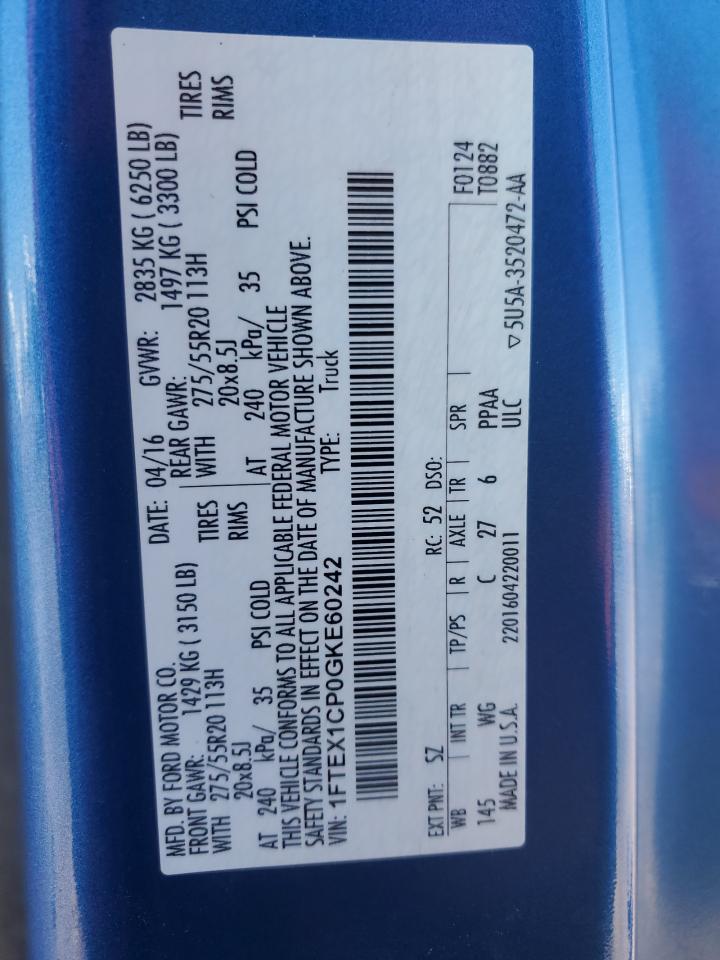 MFD. BY FORD MOTOR CO.
DATE: 04/16 GVWR: 2835 KG ( 6250 LB)
FRONT GAWR: 1429 KG ( 3150 LB) REAR GAWR: 1497 KG ( 3300 LB)
WITH 275/55R20 113H TIRES WITH 275/55R20 113H TIRES
20x8.5J RIMS 20x8.5J RIMS
AT 240 kPa/ 35 PSI COLD AT 240 kPa/ 35 PSI COLD
THIS VEHICLE CONFORMS TO ALL APPLICABLE FEDERAL MOTOR VEHICLE
SAFETY STANDARDS IN EFFECT ON THE DATE OF MANUFACTURE SHOWN ABOVE.
VIN: 1FTEX1CP0GKE60242 TYPE: Truck
EXT PNT: SZ RC: 52 DSO: F0124
WB INT TR TP/PS R AXLE TR SPR T0882
145 WG C 27 6 PPAA
MADE IN U.S.A. 2201604220011 ULC ▽5U5A-3520472-AA